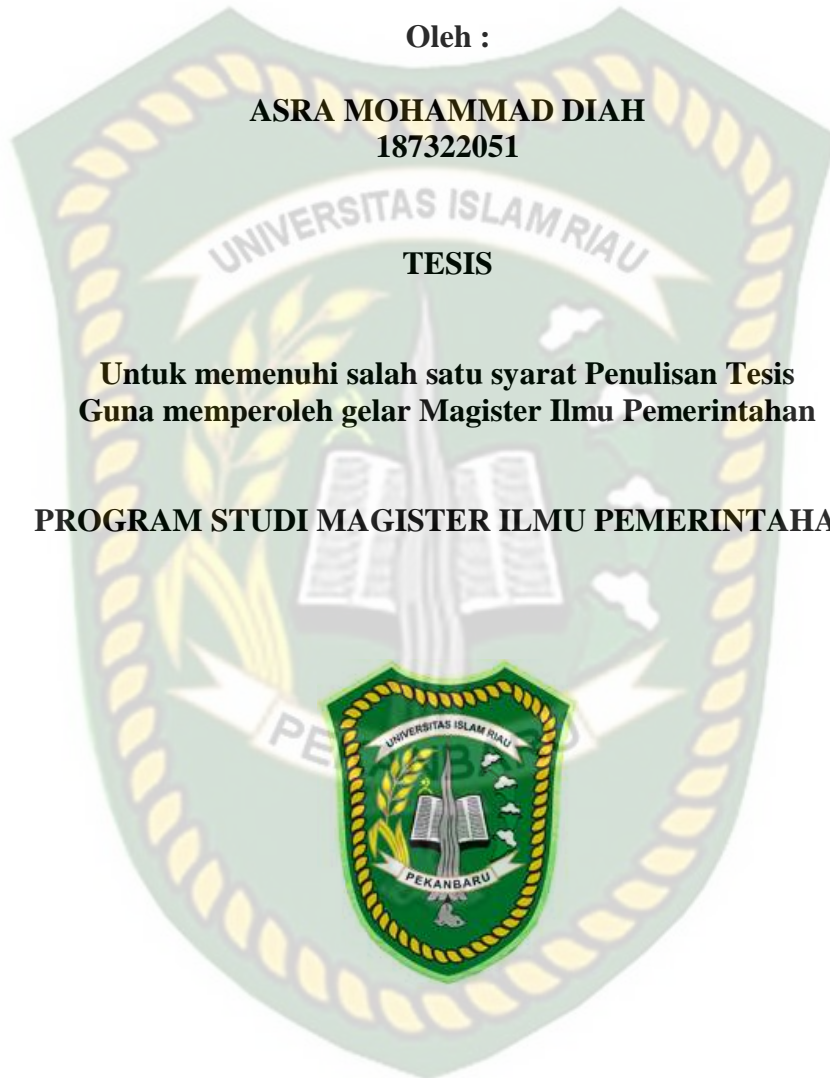 Oleh :
ASRA MOHAMMAD DIAH
187322051
UNIVERSITAS ISLAM RIAU
TESIS
Untuk memenuhi salah satu syarat Penulisan Tesis
Guna memperoleh gelar Magister Ilmu Pemerintahan
PROGRAM STUDI MAGISTER ILMU PEMERINTAHA
UNIVERSITAS ISLAM RIAU
PEKANBARU
PEKANBARU